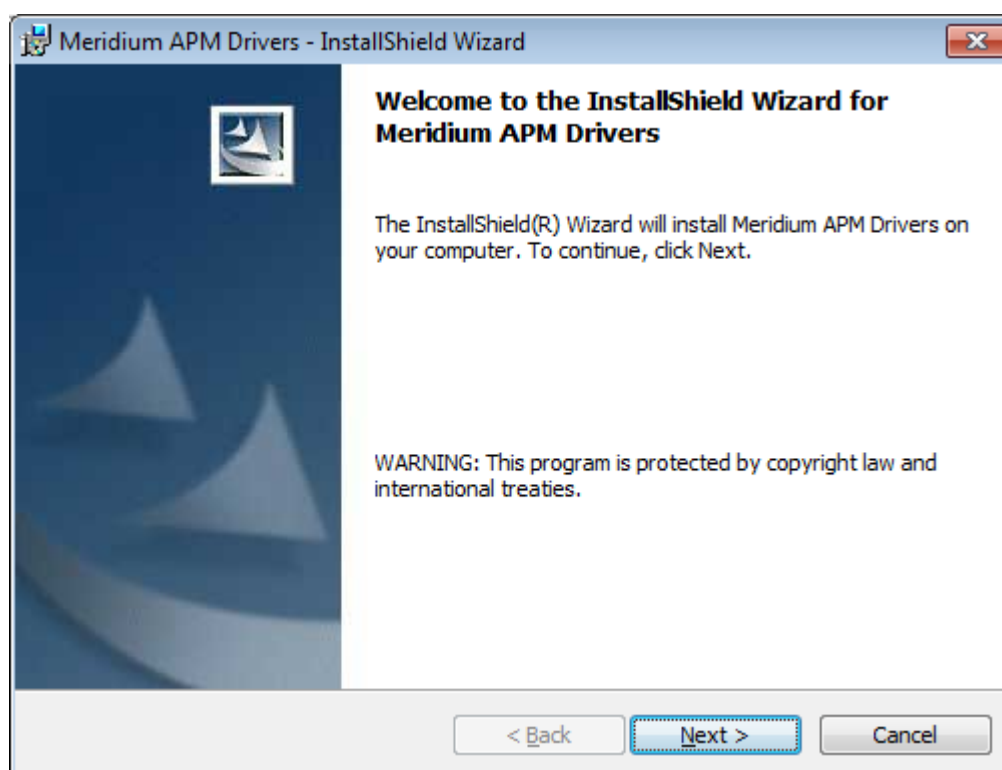 Meridium APM Drivers - InstallShield Wizard
Welcome to the InstallShield Wizard for
Meridium APM Drivers
The InstallShield(R) Wizard will install Meridium APM Drivers on
your computer. To continue, click Next.
WARNING: This program is protected by copyright law and
international treaties.
< Back
Next >
Cancel